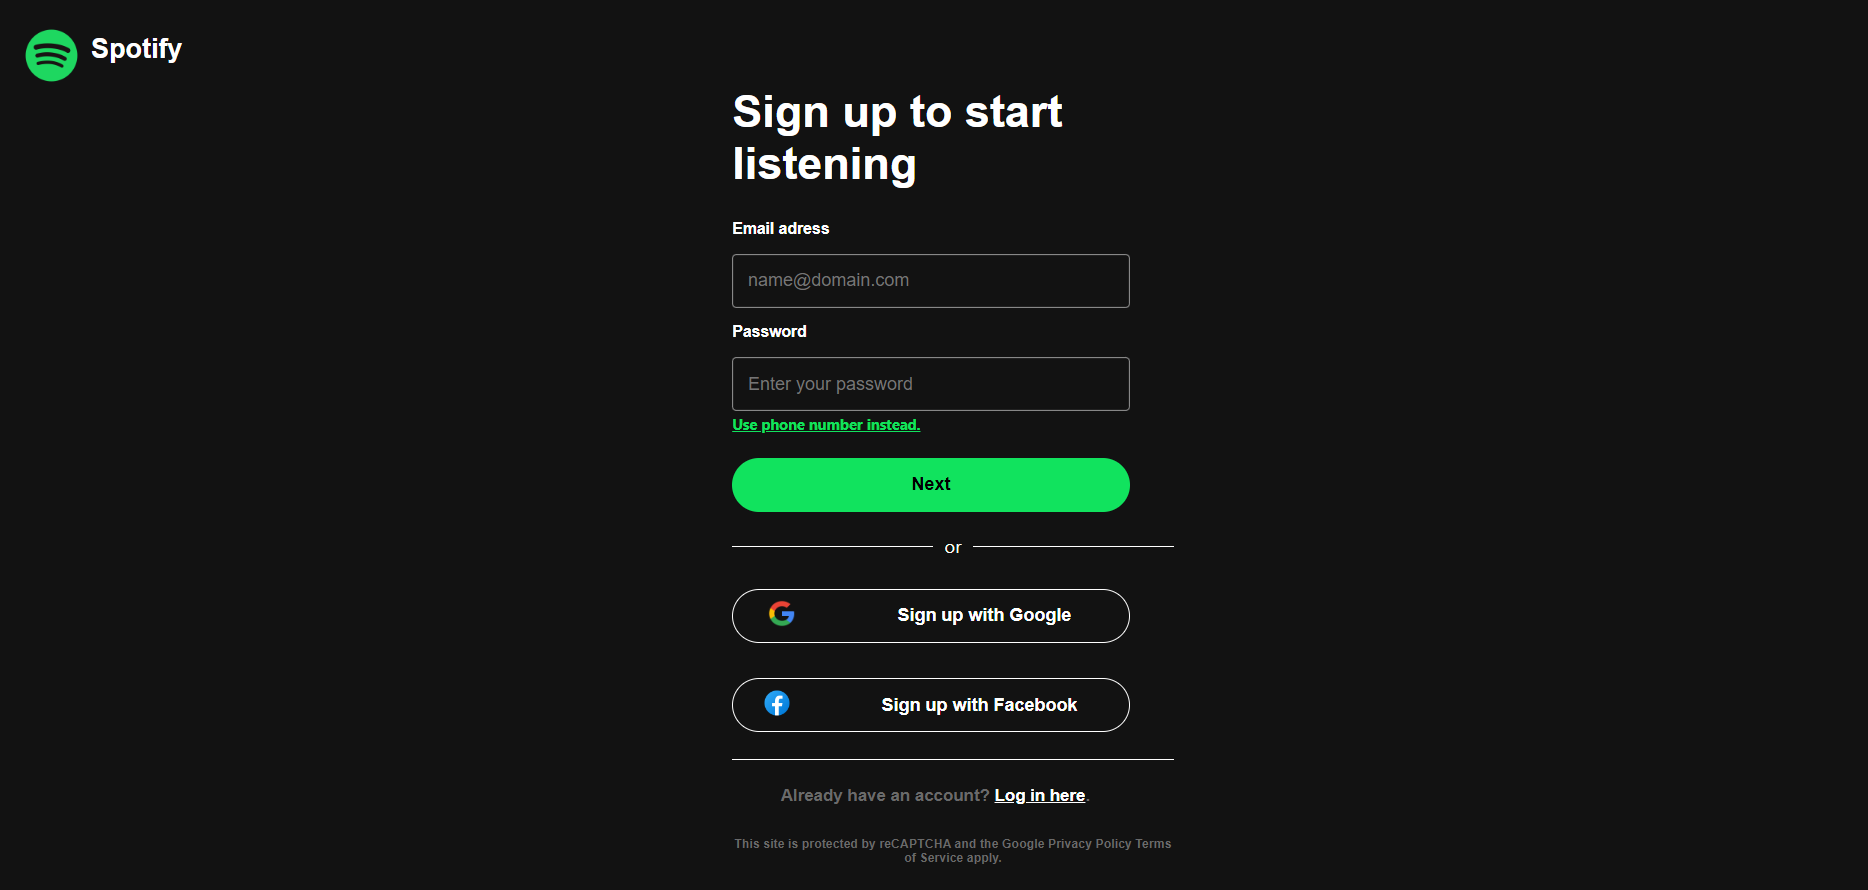 Spotify
Sign up to start
listening
Email adress
name@domain.com
Password
Enter your password
Use phone number instead.
Next
or
Sign up with Google
Sign up with Facebook
Already have an account? Log in here.
This site is protected by reCAPTCHA and the Google Privacy Policy Terms
of Service apply.